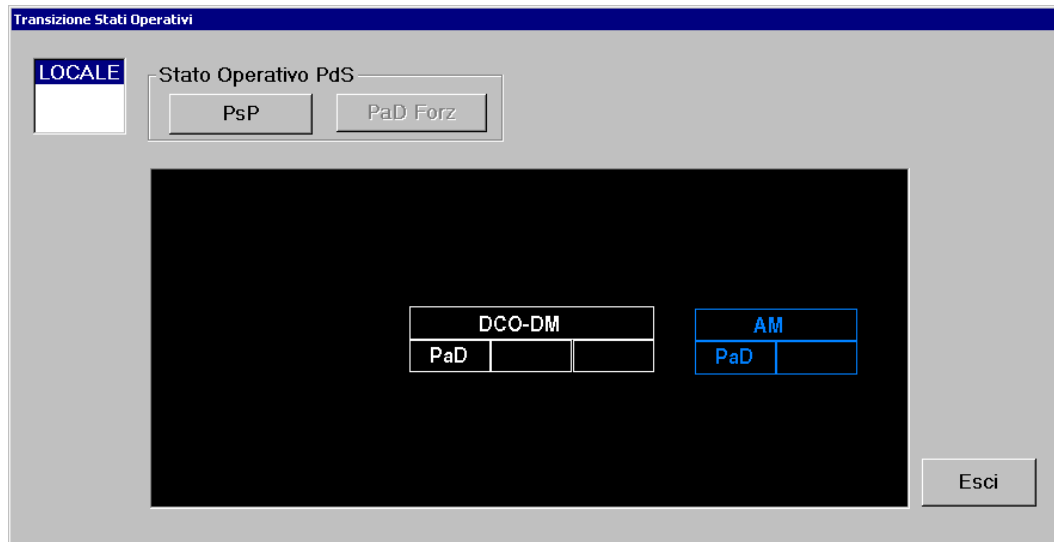 Transizione Stati Operativi
LOCALE
Stato Operativo PdS
PsP PaD Forz
DCO-DM AM
PaD PaD
Esci